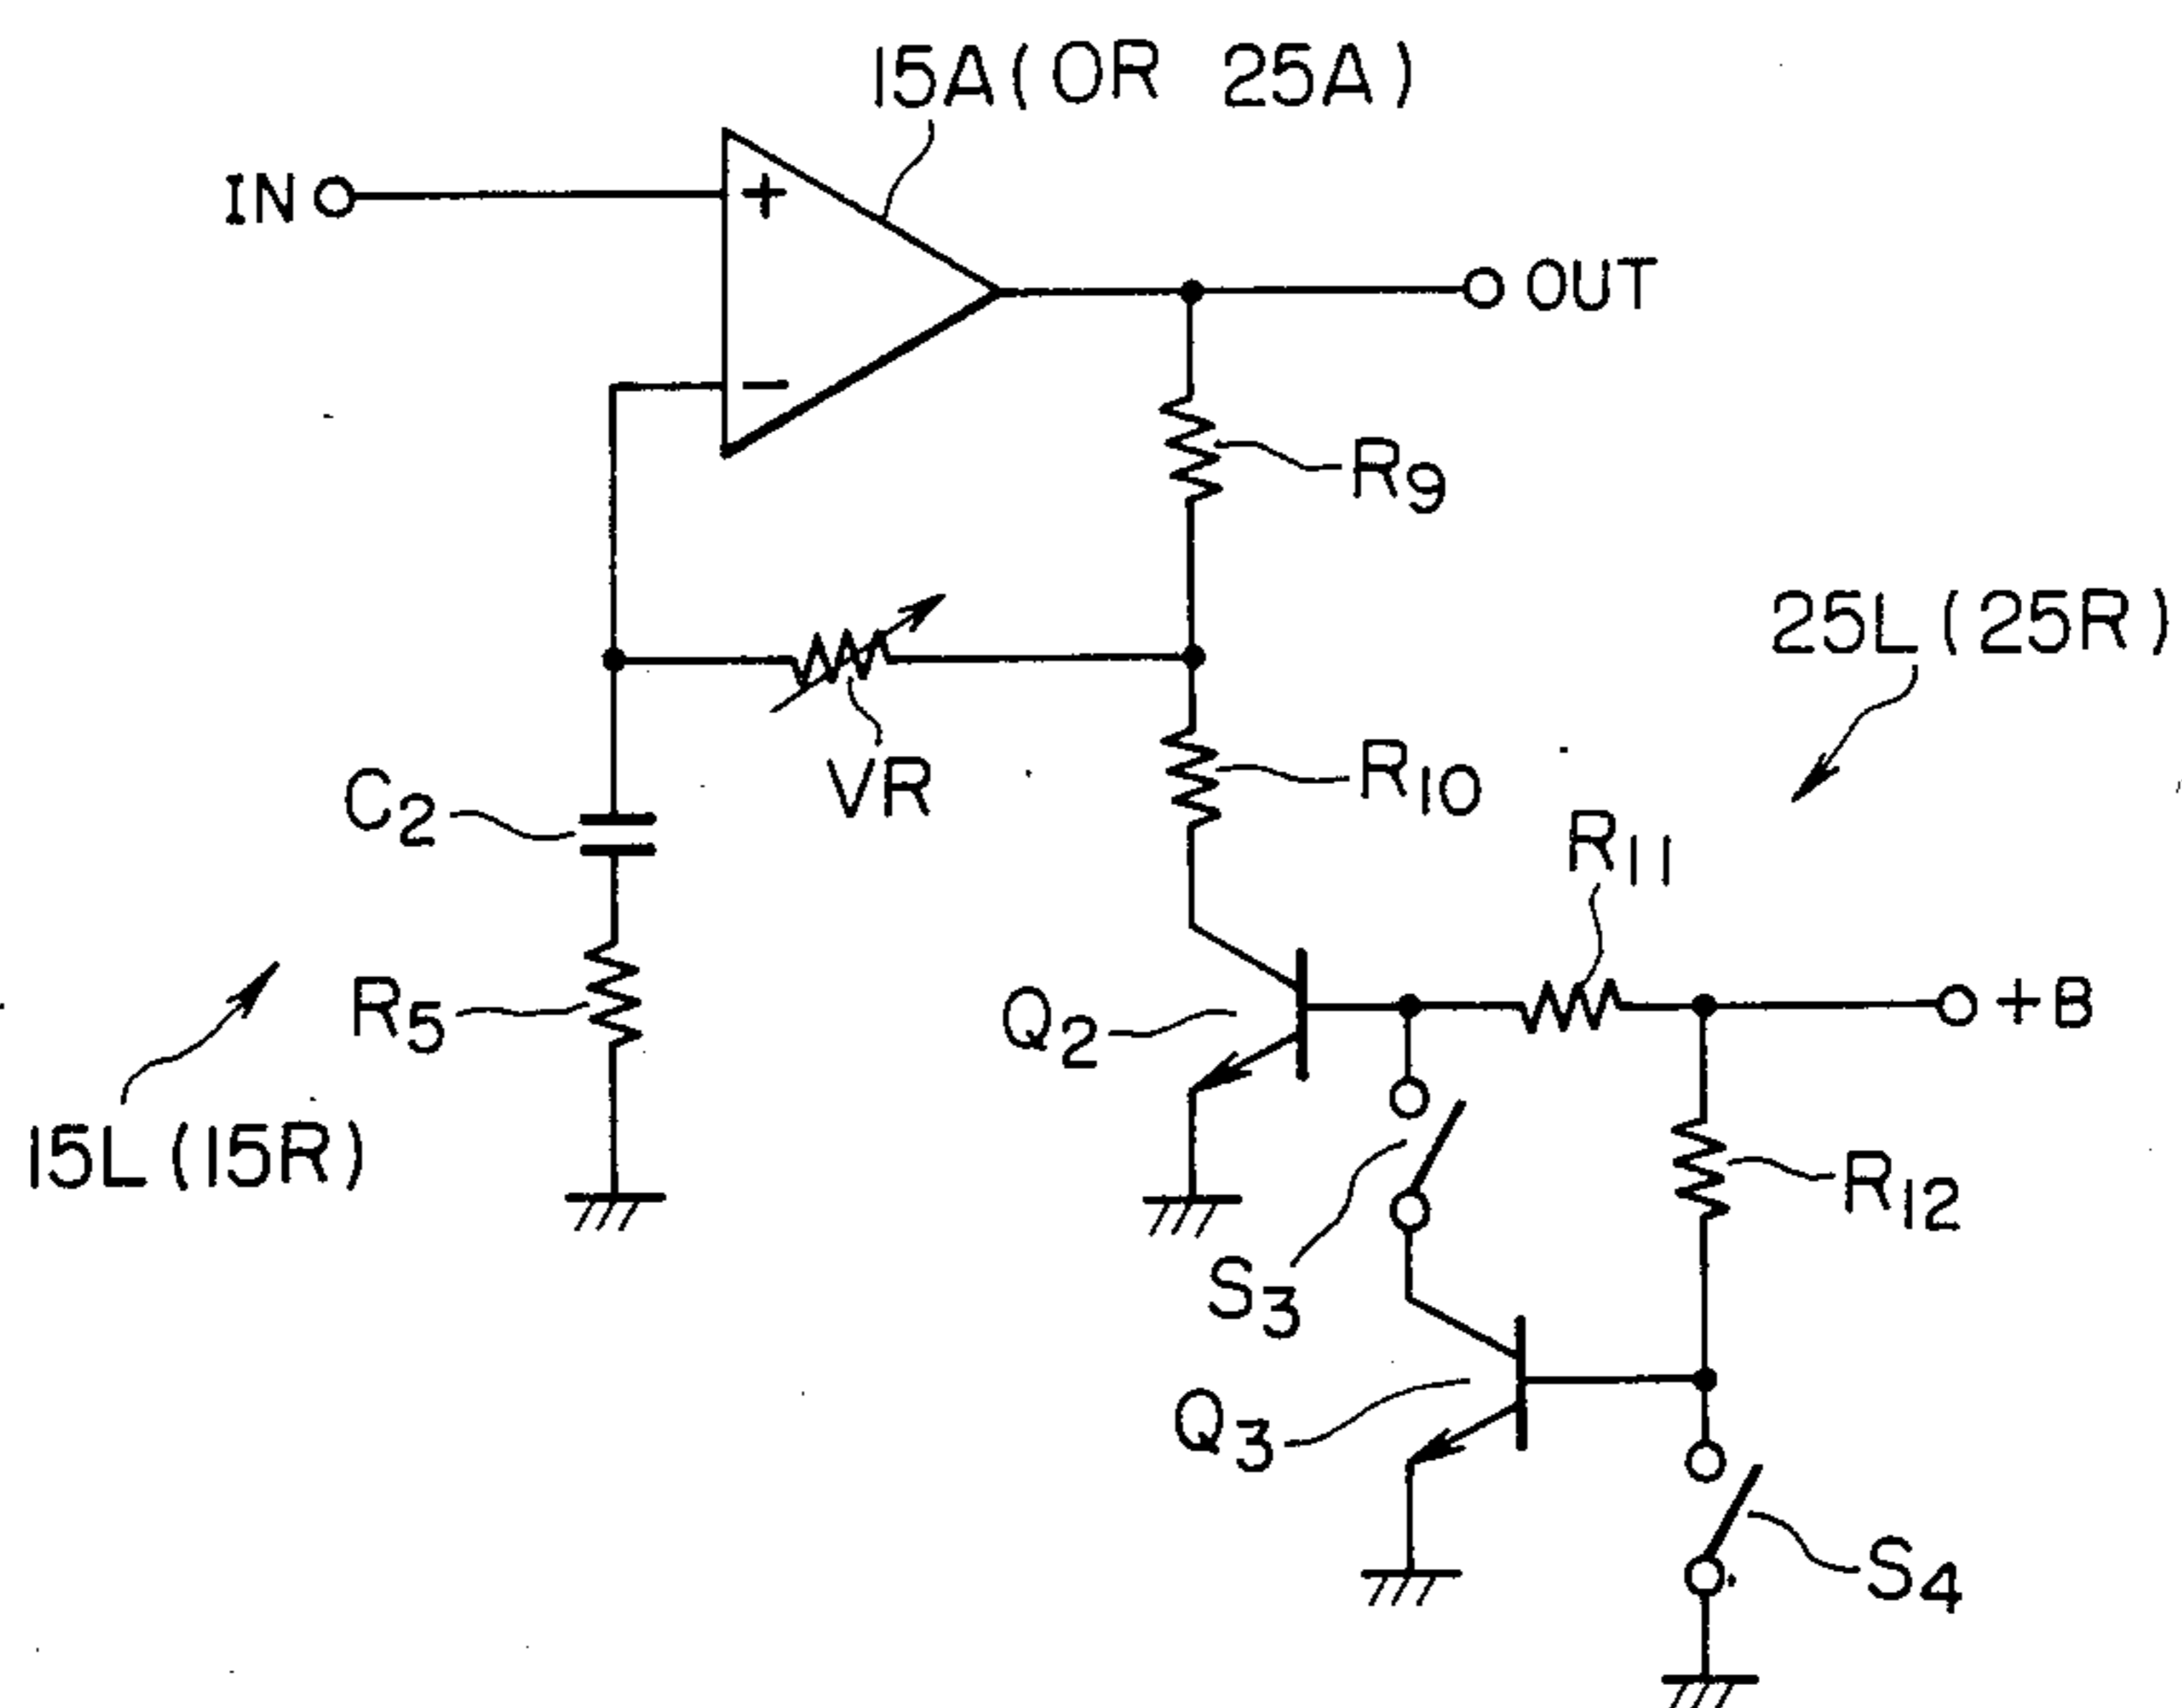 15A(OR 25A)
IN
+
OUT
−
R9
25L(25R)
VR
R10
C2
R11
R5
Q2
+B
15L(15R)
R12
S3
Q3
S4